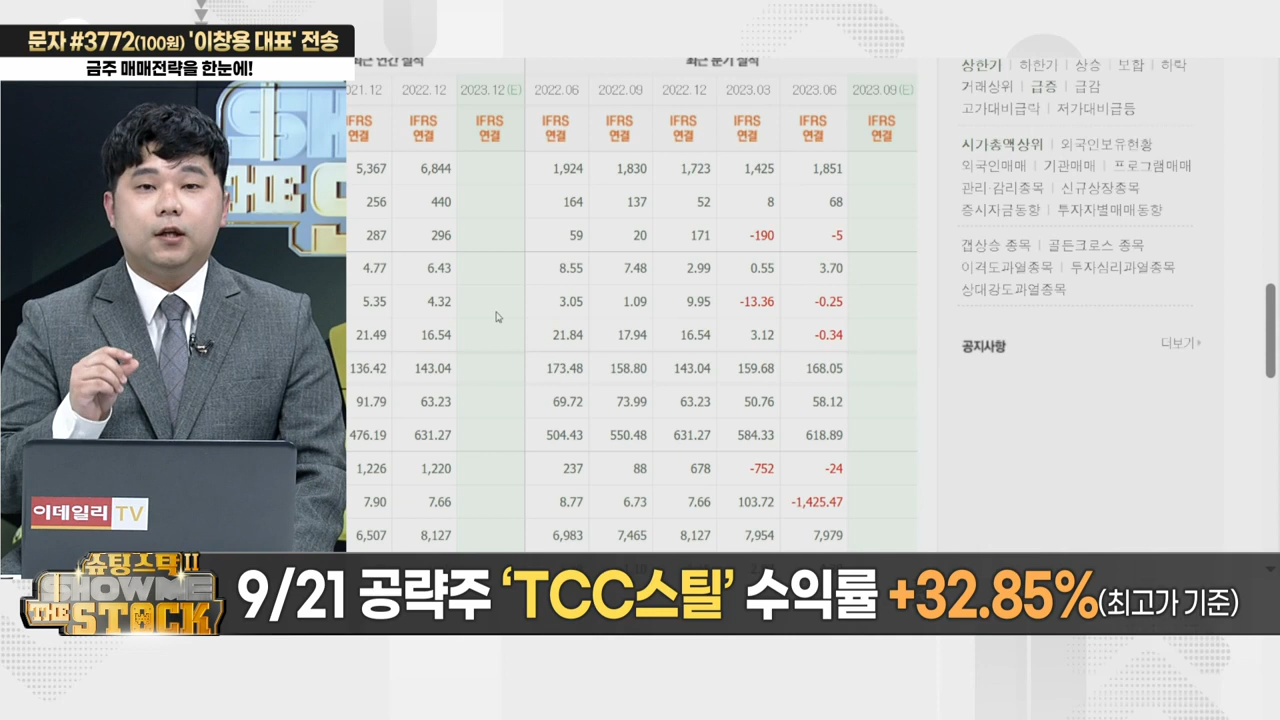 문자 #3772(100원) '이창용 대표' 전송
금주 매매전략을 한눈에!
최근 연간 실적 최근 분기 실적
021.12 2022.12 2023.12(E) 2022.06 2022.09 2022.12 2023.03 2023.06 2023.09(E)
IFRS IFRS IFRS IFRS IFRS IFRS IFRS IFRS IFRS
연결 연결 연결 연결 연결 연결 연결 연결 연결
5,367 6,844 1,924 1,830 1,723 1,425 1,851
256 440 164 137 52 8 68
287 296 59 20 171 -190 -5
4.77 6.43 8.55 7.48 2.99 0.55 3.70
5.35 4.32 3.05 1.09 9.95 -13.36 -0.25
21.49 16.54 21.84 17.94 16.54 3.12 -0.34
136.42 143.04 173.48 158.80 143.04 159.68 168.05
91.79 63.23 69.72 73.99 63.23 50.76 58.12
476.19 631.27 504.43 550.48 631.27 584.33 618.89
1,226 1,220 237 88 678 -752 -24
7.90 7.66 8.77 6.73 7.66 103.72 -1,425.47
6,507 8,127 6,983 7,465 8,127 7,954 7,979
상한기 하한기 상승 보합 하락
거래상위 급증 급감
고가대비급락 저가대비급등
시가총액상위 외국인보유현황
외국인매매 기관매매 프로그램매매
관리·감리종목 신규상장종목
증시자금동향 투자자별매매동향
갭상승 종목 골든크로스 종목
이격도과열종목 투자심리과열종목
상대강도과열종목
공지사항 더보기
이데일리 TV
슈팅스탁 II
SHOW ME
THE STOCK
9/21 공략주 ‘TCC스틸’ 수익률 +32.85%(최고가 기준)